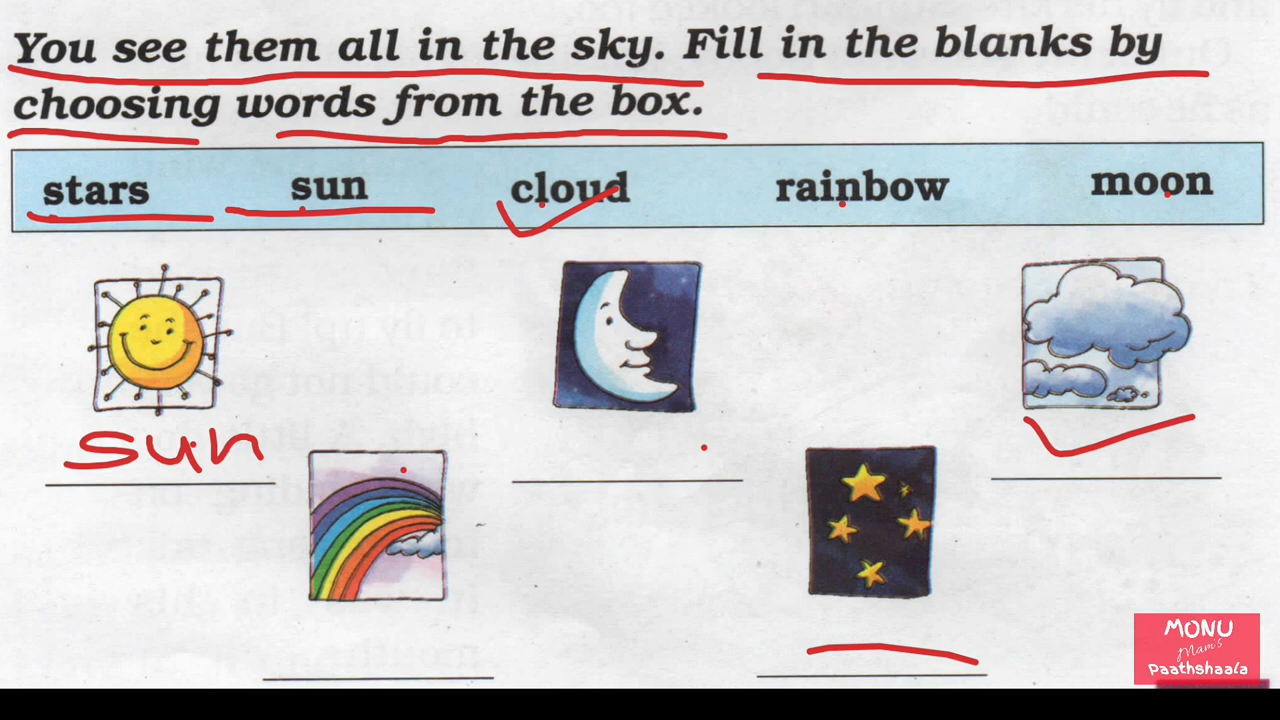 You see them all in the sky. Fill in the blanks by
choosing words from the box.
stars sun cloud rainbow moon
sun
MONU
Mam's
Paathshaala